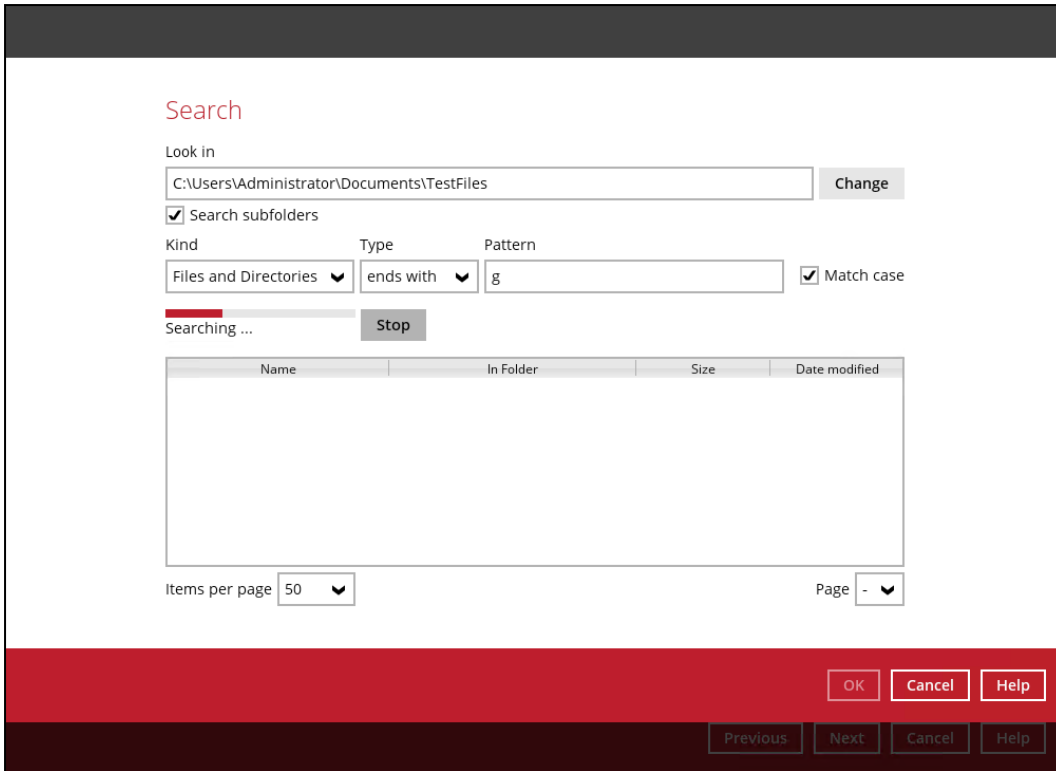 Search
Look in
C:\Users\Administrator\Documents\TestFiles Change
Search subfolders
Kind Type Pattern
Files and Directories ends with g Match case
Searching ... Stop
Name In Folder Size Date modified
Items per page 50 Page -
OK Cancel Help
Previous Next Cancel Help